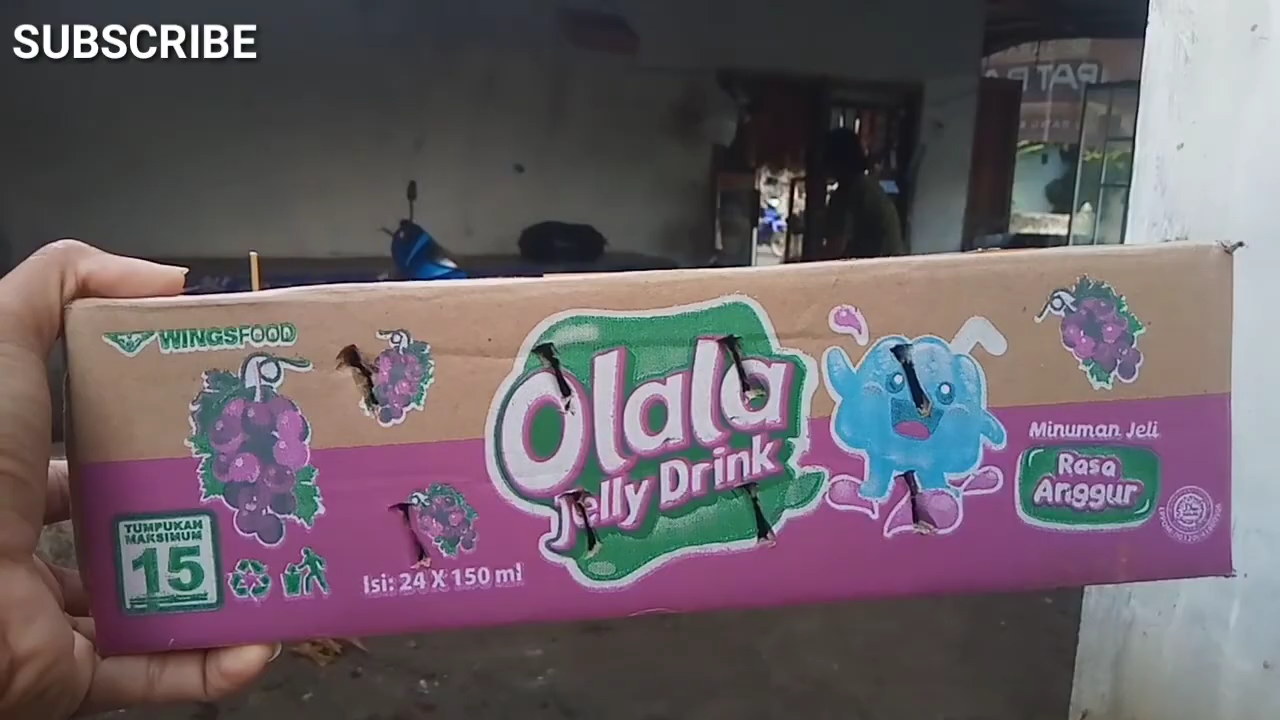 SUBSCRIBE
WINGSFOOD
Olala
Jelly Drink
Minuman Jeli
Rasa
Anggur
TUMPUKAN
MAKSIMUM
15
Isi: 24 X 150 ml